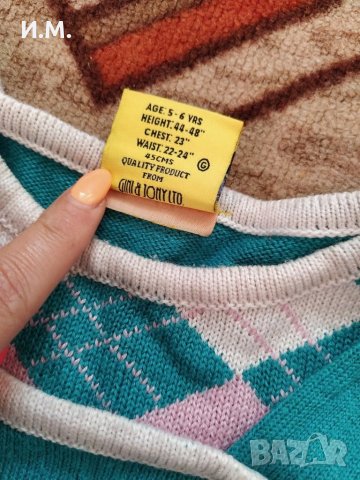 И.М.
AGE: 5-6 YRS
HEIGHT: 44-48"
CHEST: 23"
WAIST: 22-24"
45CMS
G
QUALITY PRODUCT
FROM
GINI & TONY LTD
BAZAR